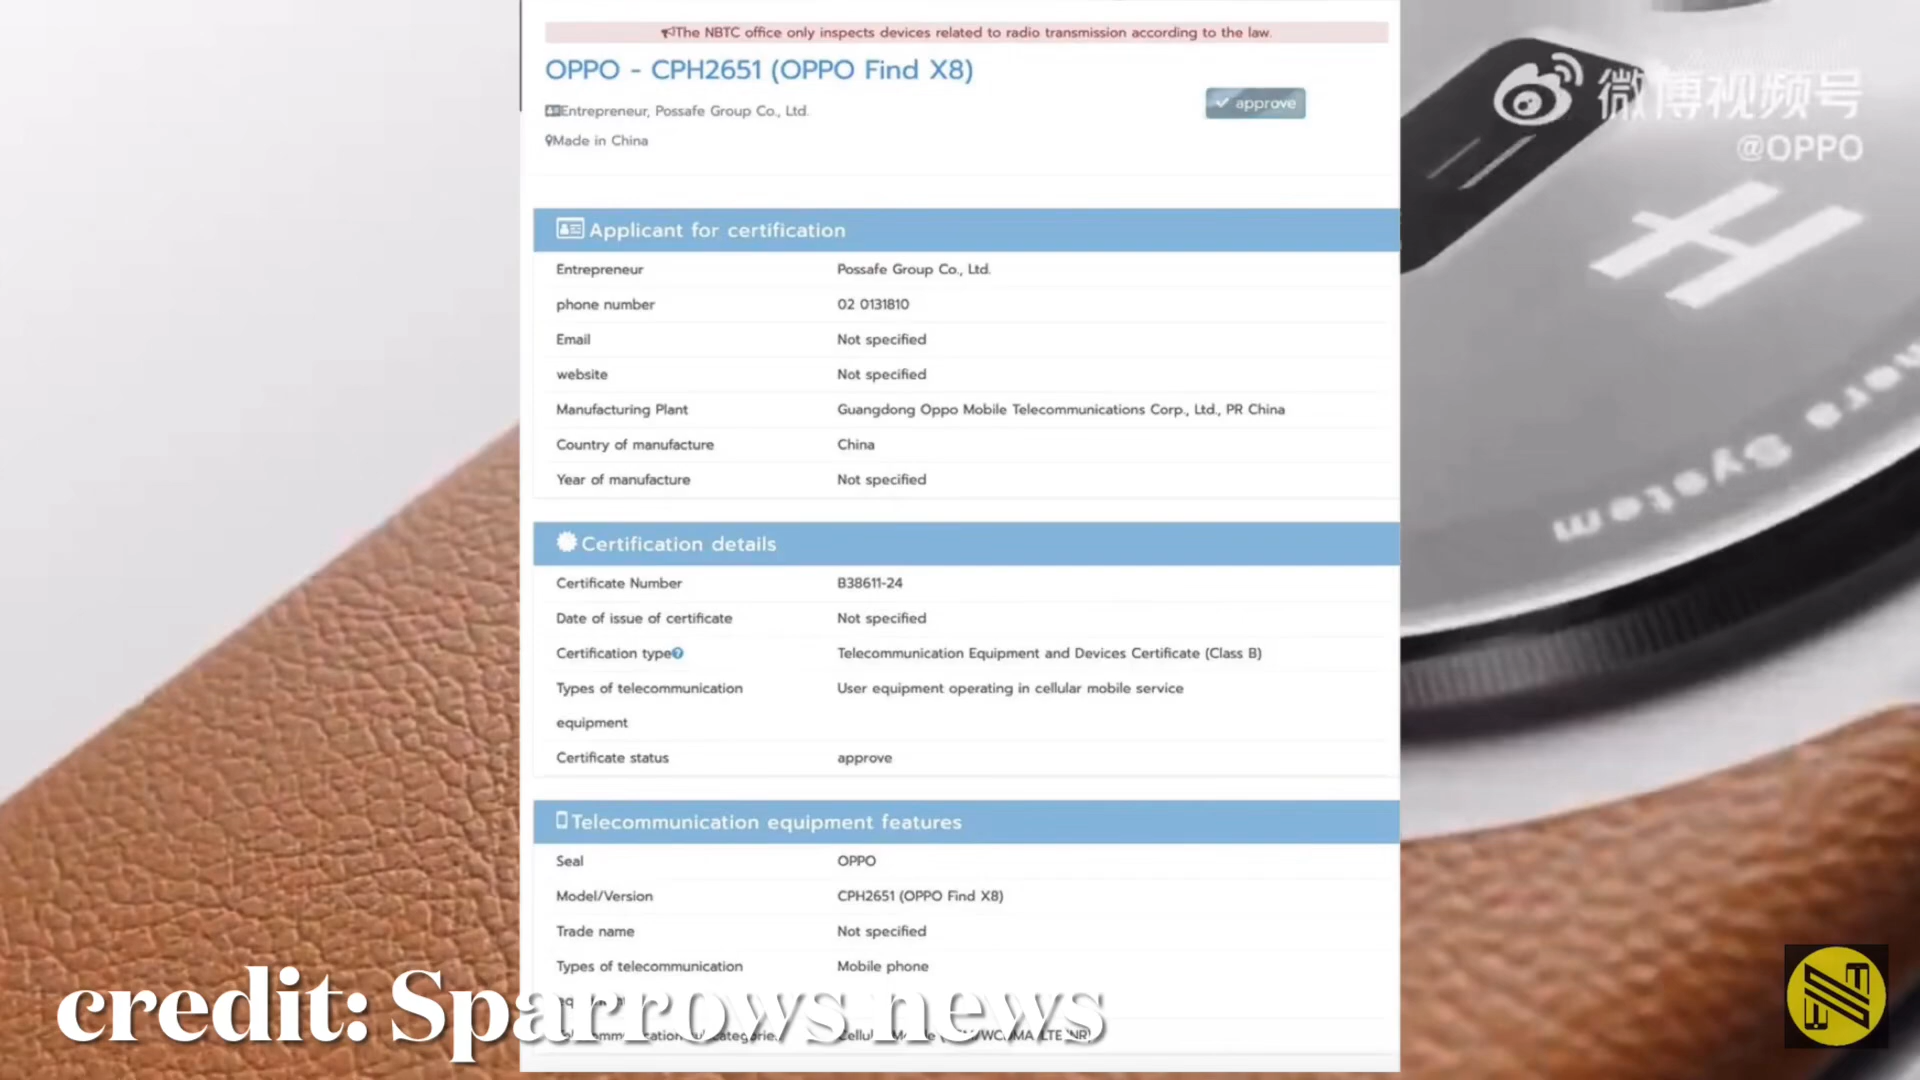 The NBTC office only inspects devices related to radio transmission according to the law.
OPPO - CPH2651 (OPPO Find X8)
approve
Entrepreneur, Possafe Group Co., Ltd.
Made in China
微博视频号
@OPPO
H
Applicant for certification
Entrepreneur Possafe Group Co., Ltd.
phone number 02 0131810
Email Not specified
website Not specified
Manufacturing Plant Guangdong Oppo Mobile Telecommunications Corp., Ltd., PR China
Country of manufacture China
Year of manufacture Not specified
System
Certification details
Certificate Number B38611-24
Date of issue of certificate Not specified
Certification type Telecommunication Equipment and Devices Certificate (Class B)
Types of telecommunication User equipment operating in cellular mobile service
equipment
Certificate status approve
Telecommunication equipment features
Seal OPPO
Model/Version CPH2651 (OPPO Find X8)
Trade name Not specified
Types of telecommunication Mobile phone
credit: Sparrows news